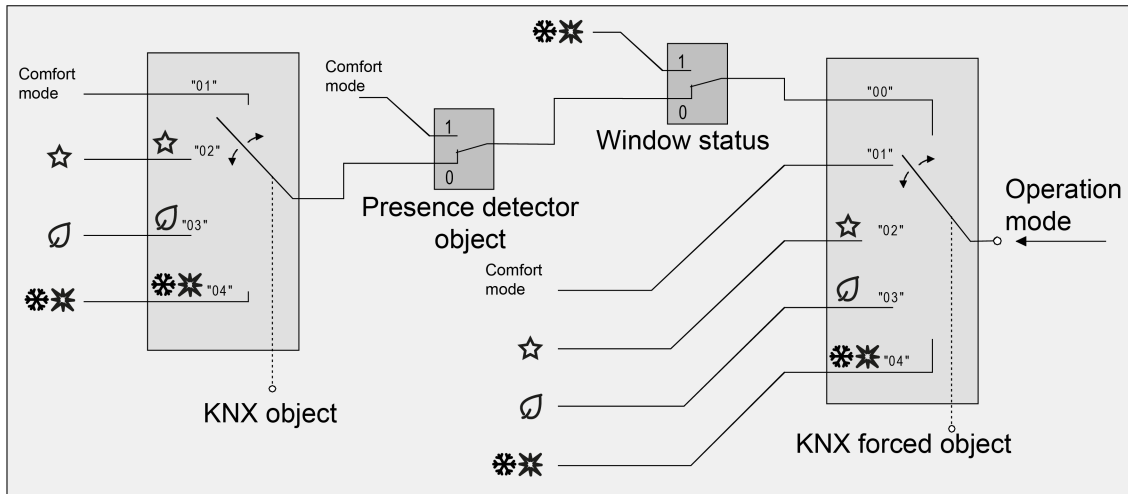 Comfort
mode
"01"
"02"
"03"
"04"
KNX object
Comfort
mode
1
0
Presence detector
object
1
0
Window status
Comfort
mode
"00"
"01"
"02"
"03"
"04"
KNX forced object
Operation
mode